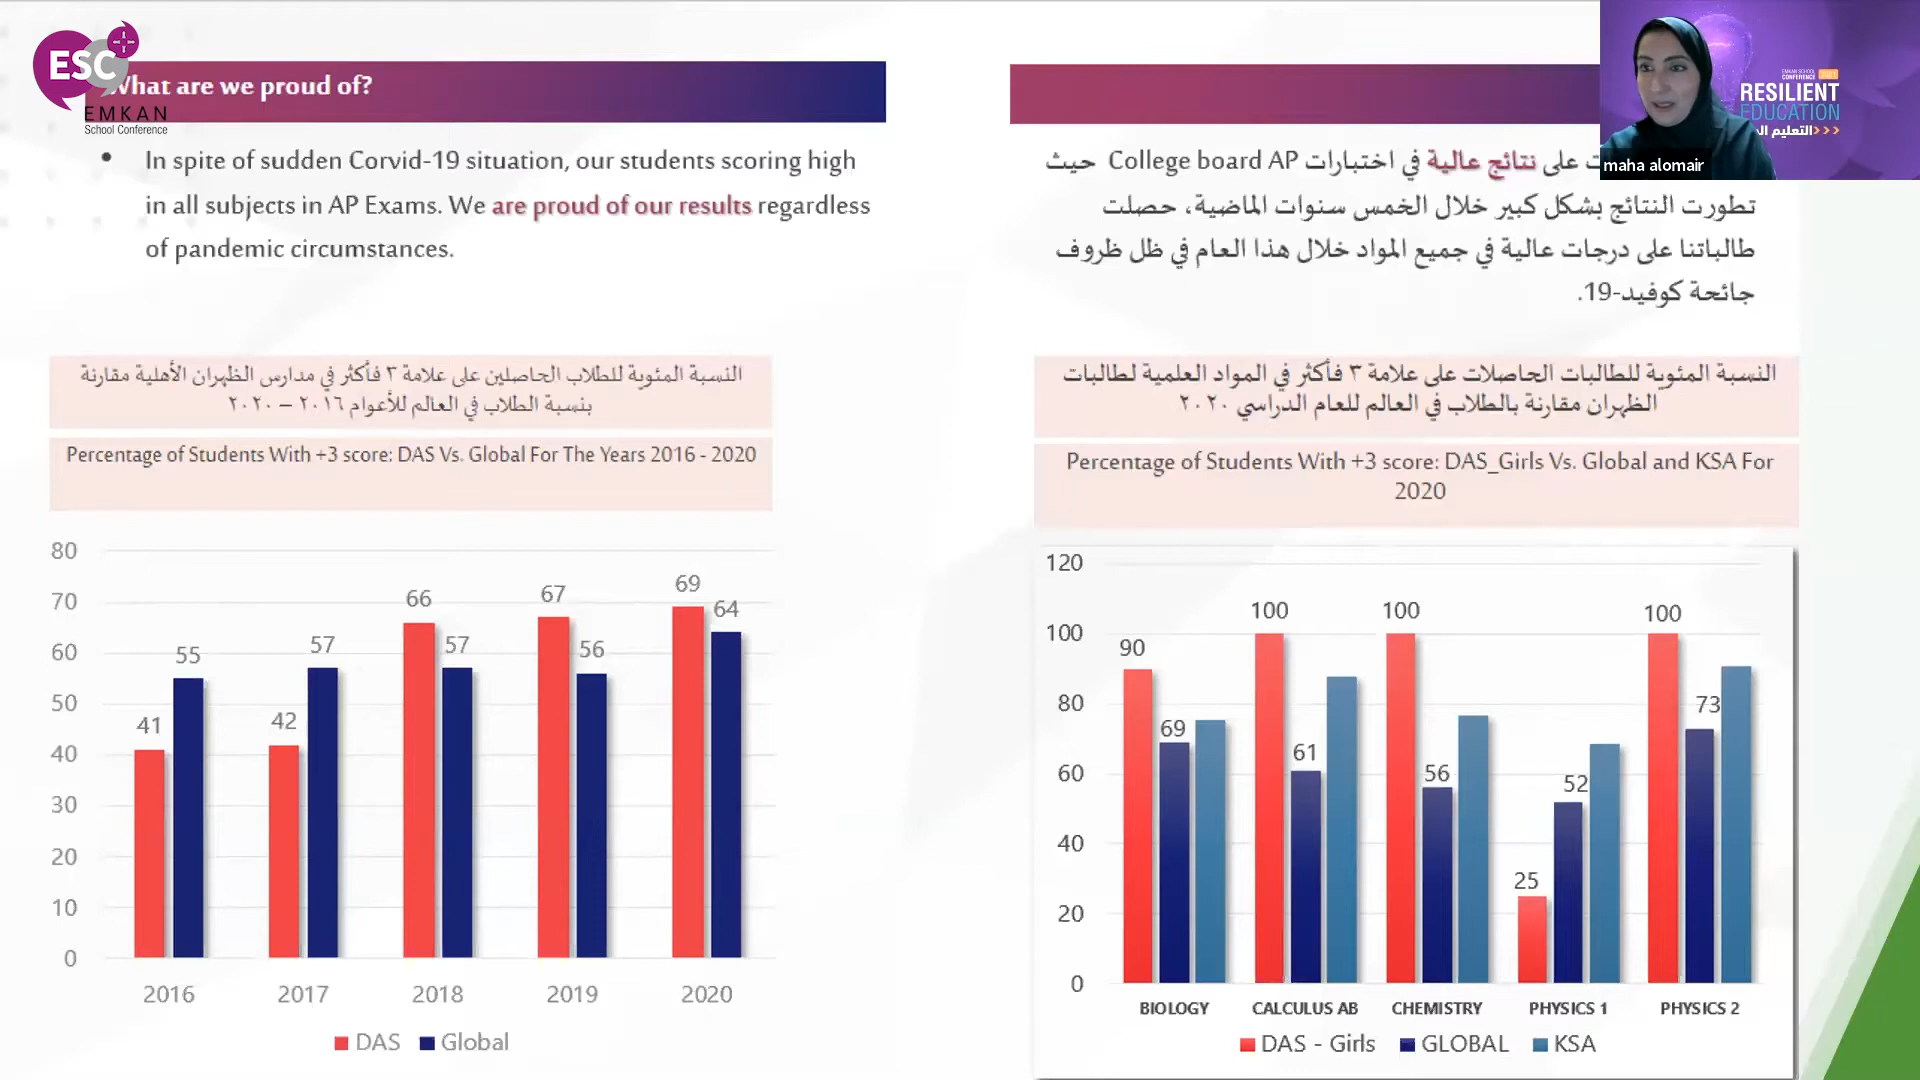 ESC
EMKAN
School Conference
What are we proud of?
• In spite of sudden Corvid-19 situation, our students scoring high
in all subjects in AP Exams. We are proud of our results regardless
of pandemic circumstances.
النسبة المئوية للطلاب الحاصلين على علامة ٣ فأكثر في مدارس الظهران الأهلية مقارنة
بنسبة الطلاب في العالم للأعوام ٢٠١٦ – ٢٠٢٠
Percentage of Students With +3 score: DAS Vs. Global For The Years 2016 - 2020
80
70
60
50
40
30
20
10
0
41 55
42 57
66 57
67 56
69 64
2016 2017 2018 2019 2020
DAS Global
EMKAN SCHOOL
CONFERENCE 2021
RESILIENT
EDUCATION
التعليم
maha alomair
على نتائج عالية في اختبارات College board AP حيث
تطورت النتائج بشكل كبير خلال الخمس سنوات الماضية، حصلت
طالباتنا على درجات عالية في جميع المواد خلال هذا العام في ظل ظروف
جائحة كوفيد-19.
النسبة المئوية للطالبات الحاصلات على علامة ٣ فأكثر في المواد العلمية لطالبات
الظهران مقارنة بالطلاب في العالم للعام الدراسي ٢٠٢٠
Percentage of Students With +3 score: DAS_Girls Vs. Global and KSA For
2020
120
100
80
60
40
20
0
90 69
100 61
100 56
25 52
100 73
BIOLOGY CALCULUS AB CHEMISTRY PHYSICS 1 PHYSICS 2
DAS - Girls GLOBAL KSA